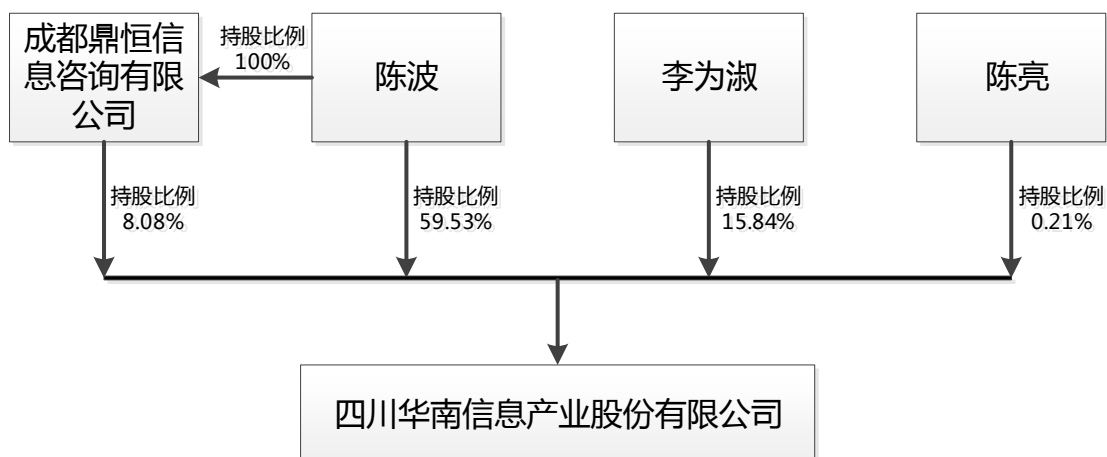 成都鼎恒信
息咨询有限
公司
持股比例
100%
陈波
李为淑
陈亮
持股比例
8.08%
持股比例
59.53%
持股比例
15.84%
持股比例
0.21%
四川华南信息产业股份有限公司